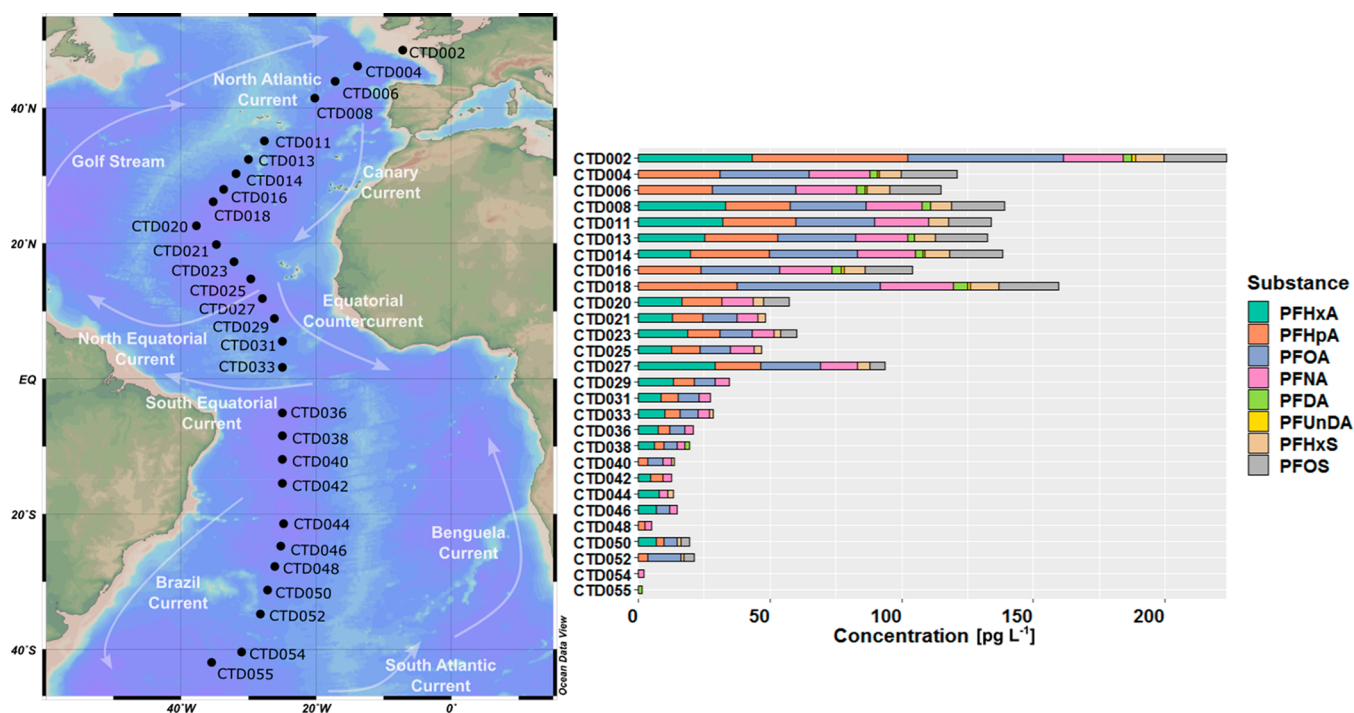 CTD002
CTD004
North Atlantic
Current
CTD006
CTD008
40°N
CTD011
CTD013
Golf Stream
CTD014
Canary
Current
CTD016
CTD018
CTD020
20°N
CTD021
CTD023
CTD025
CTD027
Equatorial
Countercurrent
CTD029
North Equatorial
Current
CTD031
CTD033
EQ
South Equatorial
Current
CTD036
CTD038
CTD040
CTD042
20°S
CTD044
Benguela
Current
CTD046
CTD048
Brazil
Current
CTD050
CTD052
40°S
CTD054
CTD055
South Atlantic
Current
Ocean Data View
40°W
20°W
0°
CTD002
CTD004
CTD006
CTD008
CTD011
CTD013
CTD014
CTD016
CTD018
CTD020
CTD021
CTD023
CTD025
CTD027
CTD029
CTD031
CTD033
CTD036
CTD038
CTD040
CTD042
CTD044
CTD046
CTD048
CTD050
CTD052
CTD054
CTD055
0 50 100 150 200
Concentration [pg L⁻¹]
Substance
PFHxA
PFHpA
PFOA
PFNA
PFDA
PFUnDA
PFHxS
PFOS